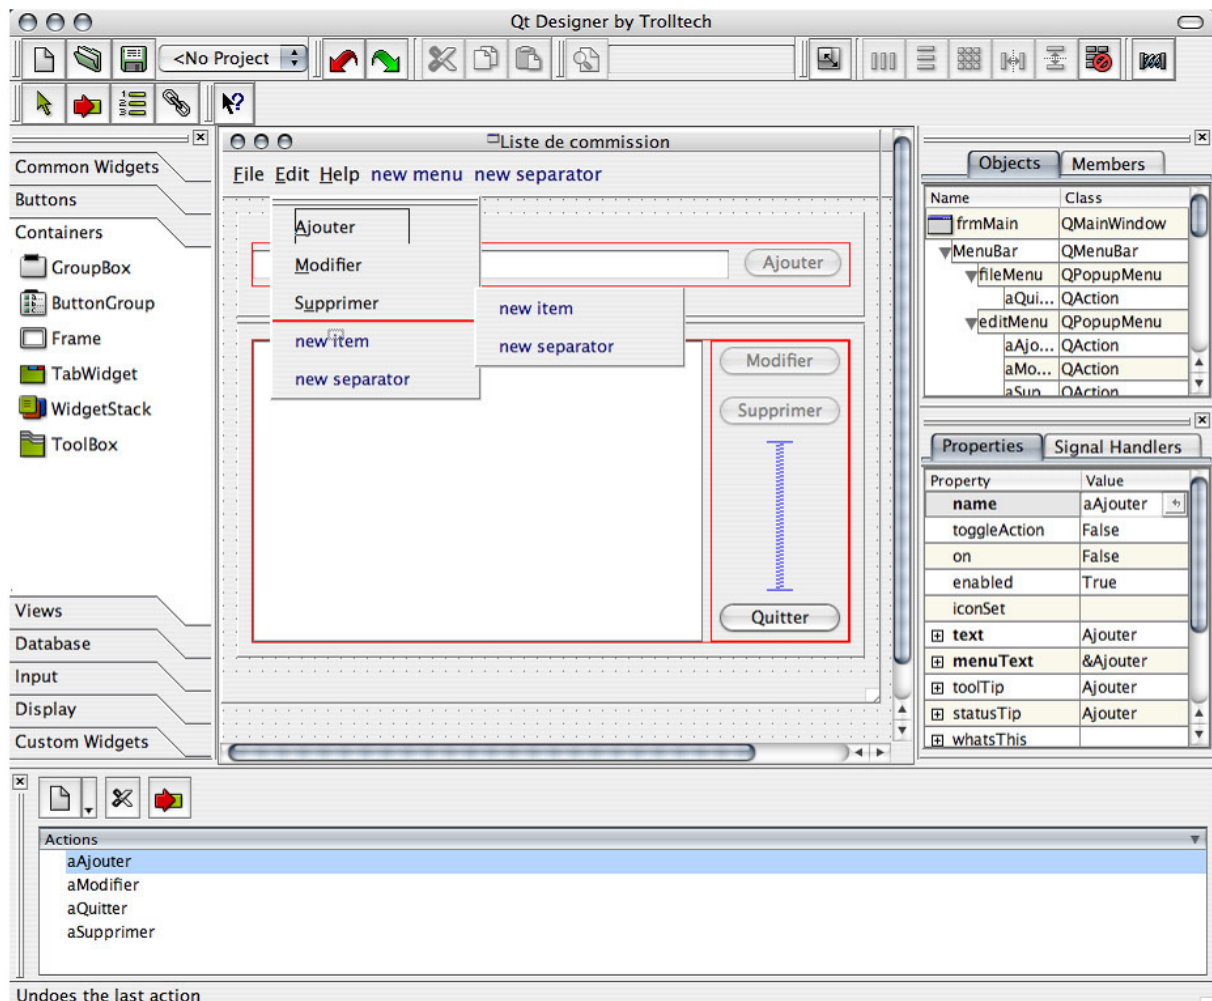 Qt Designer by Trolltech
<No Project
Common Widgets
Buttons
Containers
GroupBox
ButtonGroup
Frame
TabWidget
WidgetStack
ToolBox
Views
Database
Input
Display
Custom Widgets
Liste de commission
File Edit Help new menu new separator
Ajouter
Modifier
Supprimer
new item
new separator
new item
new separator
Ajouter
Modifier
Supprimer
Quitter
Objects Members
Name Class
frmMain QMainWindow
MenuBar QMenuBar
fileMenu QPopupMenu
aQui... QAction
editMenu QPopupMenu
aAjo... QAction
aMo... QAction
aSup... QAction
Properties Signal Handlers
Property Value
name aAjouter
toggleAction False
on False
enabled True
iconSet
text Ajouter
menuText &Ajouter
toolTip Ajouter
statusTip Ajouter
whatsThis
Actions
aAjouter
aModifier
aQuitter
aSupprimer
Undoes the last action